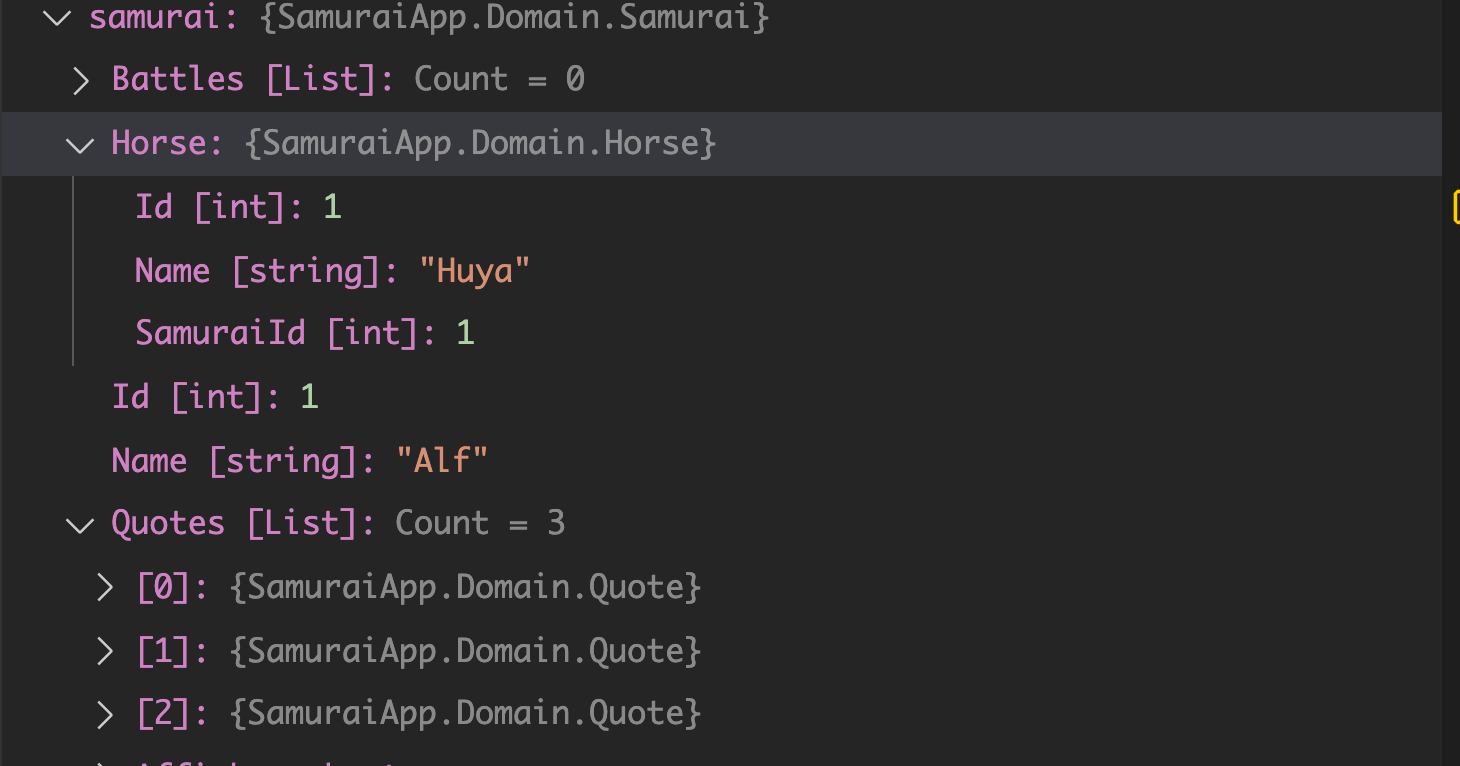 samurai: {SamuraiApp.Domain.Samurai}
Battles [List]: Count = 0
Horse: {SamuraiApp.Domain.Horse}
Id [int]: 1
Name [string]: "Huya"
SamuraiId [int]: 1
Id [int]: 1
Name [string]: "Alf"
Quotes [List]: Count = 3
[0]: {SamuraiApp.Domain.Quote}
[1]: {SamuraiApp.Domain.Quote}
[2]: {SamuraiApp.Domain.Quote}